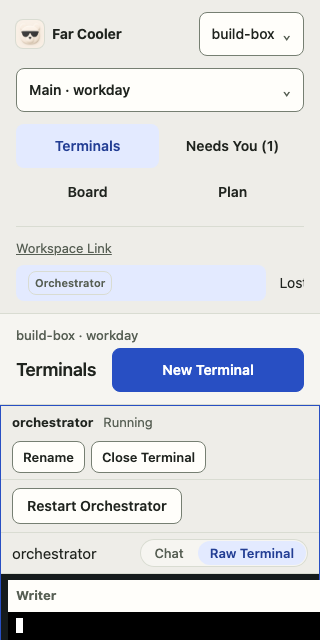 Far Cooler
build-box
Main · workday
Terminals
Needs You (1)
Board
Plan
Workspace Link
Orchestrator
Lost
build-box · workday
Terminals
New Terminal
orchestrator Running
Rename
Close Terminal
Restart Orchestrator
orchestrator
Chat
Raw Terminal
Writer